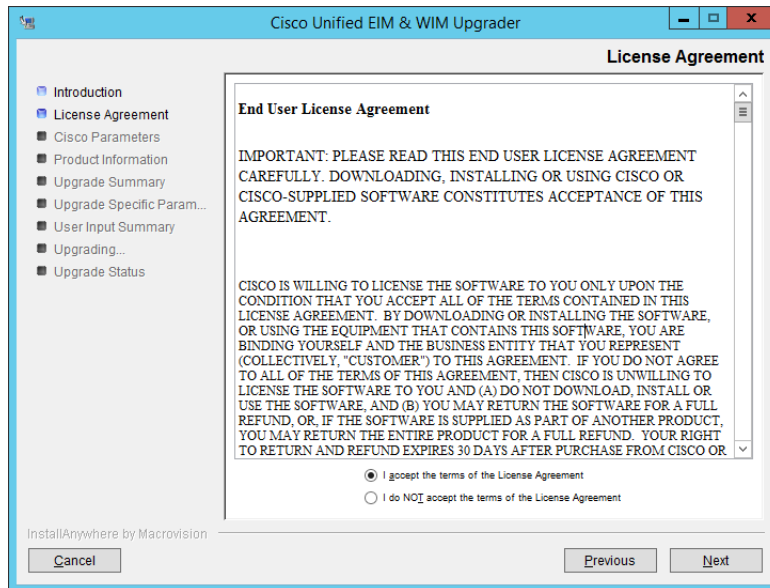 Cisco Unified EIM & WIM Upgrader
License Agreement
Introduction
License Agreement
Cisco Parameters
Product Information
Upgrade Summary
Upgrade Specific Param...
User Input Summary
Upgrading...
Upgrade Status
End User License Agreement
IMPORTANT: PLEASE READ THIS END USER LICENSE AGREEMENT
CAREFULLY. DOWNLOADING, INSTALLING OR USING CISCO OR
CISCO-SUPPLIED SOFTWARE CONSTITUTES ACCEPTANCE OF THIS
AGREEMENT.
CISCO IS WILLING TO LICENSE THE SOFTWARE TO YOU ONLY UPON THE
CONDITION THAT YOU ACCEPT ALL OF THE TERMS CONTAINED IN THIS
LICENSE AGREEMENT. BY DOWNLOADING OR INSTALLING THE SOFTWARE,
OR USING THE EQUIPMENT THAT CONTAINS THIS SOFTWARE, YOU ARE
BINDING YOURSELF AND THE BUSINESS ENTITY THAT YOU REPRESENT
(COLLECTIVELY, "CUSTOMER") TO THIS AGREEMENT. IF YOU DO NOT AGREE
TO ALL OF THE TERMS OF THIS AGREEMENT, THEN CISCO IS UNWILLING TO
LICENSE THE SOFTWARE TO YOU AND (A) DO NOT DOWNLOAD, INSTALL OR
USE THE SOFTWARE, AND (B) YOU MAY RETURN THE SOFTWARE FOR A FULL
REFUND, OR, IF THE SOFTWARE IS SUPPLIED AS PART OF ANOTHER PRODUCT,
YOU MAY RETURN THE ENTIRE PRODUCT FOR A FULL REFUND. YOUR RIGHT
TO RETURN AND REFUND EXPIRES 30 DAYS AFTER PURCHASE FROM CISCO OR
I accept the terms of the License Agreement
I do NOT accept the terms of the License Agreement
InstallAnywhere by Macrovision
Cancel
Previous
Next